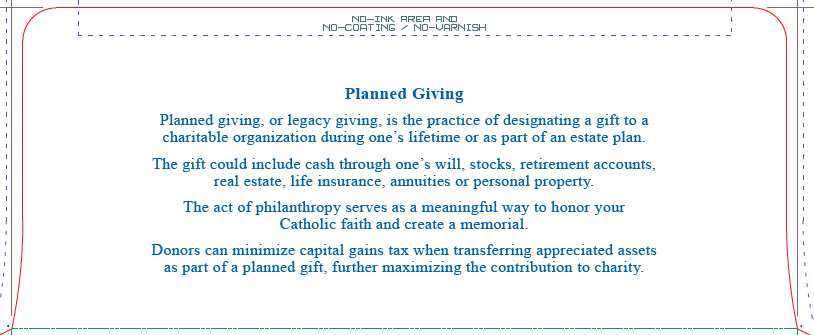 NO-INK AREA AND
NO-COATING / NO-VARNISH
Planned Giving
Planned giving, or legacy giving, is the practice of designating a gift to a
charitable organization during one’s lifetime or as part of an estate plan.
The gift could include cash through one’s will, stocks, retirement accounts,
real estate, life insurance, annuities or personal property.
The act of philanthropy serves as a meaningful way to honor your
Catholic faith and create a memorial.
Donors can minimize capital gains tax when transferring appreciated assets
as part of a planned gift, further maximizing the contribution to charity.